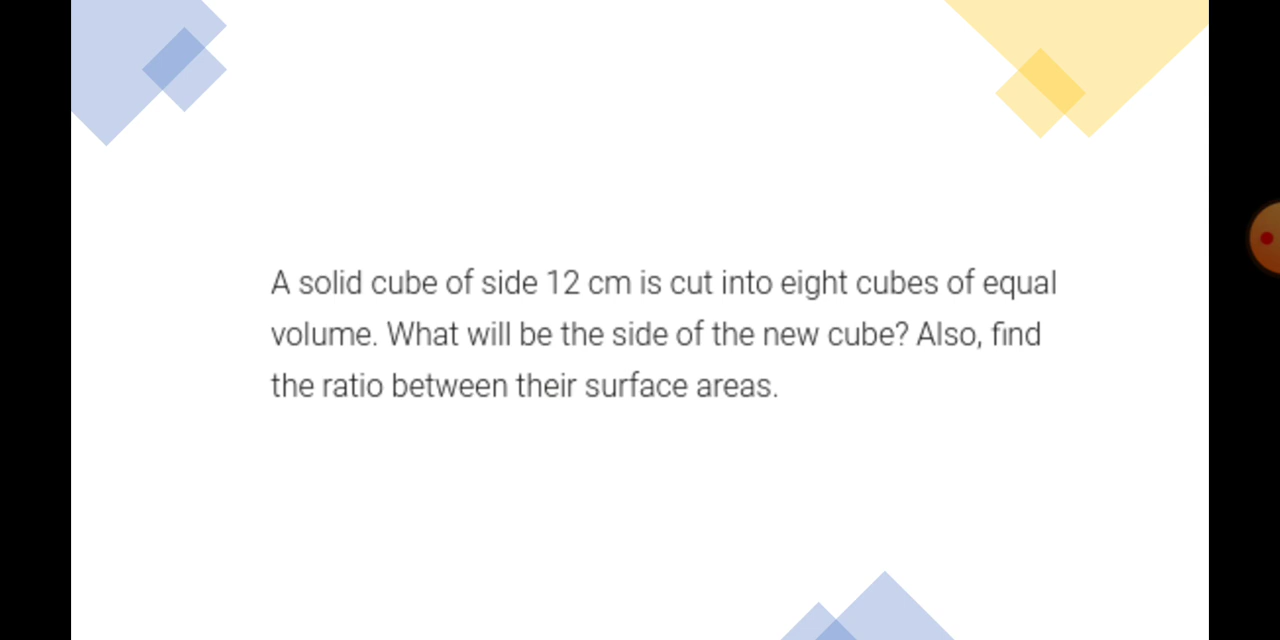 A solid cube of side 12 cm is cut into eight cubes of equal
volume. What will be the side of the new cube? Also, find
the ratio between their surface areas.